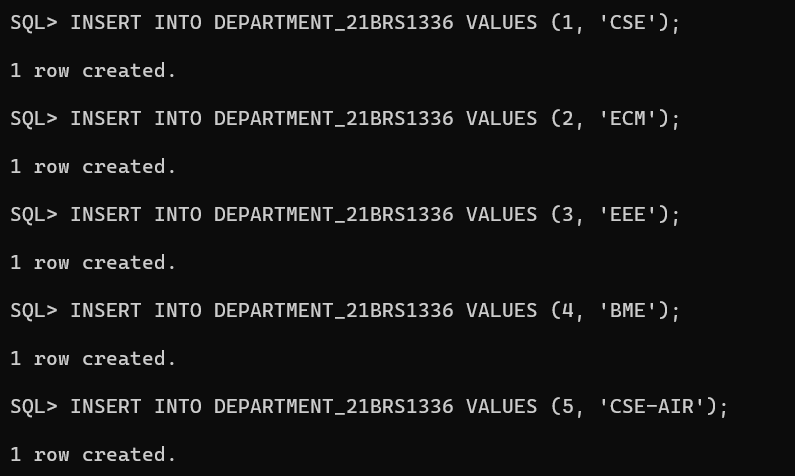 SQL> INSERT INTO DEPARTMENT_21BRS1336 VALUES (1, 'CSE');
1 row created.
SQL> INSERT INTO DEPARTMENT_21BRS1336 VALUES (2, 'ECM');
1 row created.
SQL> INSERT INTO DEPARTMENT_21BRS1336 VALUES (3, 'EEE');
1 row created.
SQL> INSERT INTO DEPARTMENT_21BRS1336 VALUES (4, 'BME');
1 row created.
SQL> INSERT INTO DEPARTMENT_21BRS1336 VALUES (5, 'CSE-AIR');
1 row created.